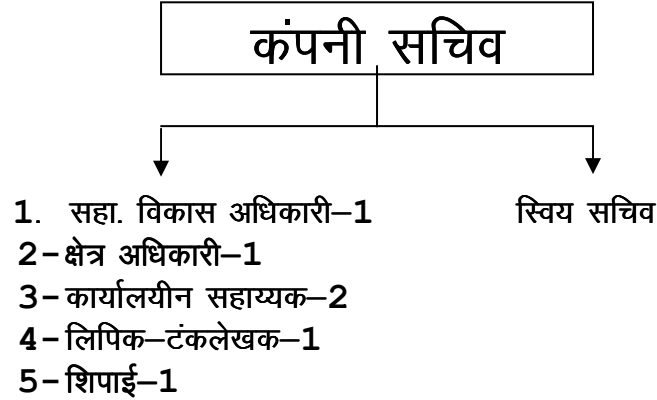 कंपनी सचिव
1. सहा. विकास अधिकारी–1
स्विय सचिव
2-क्षेत्र अधिकारी–1
3-कार्यालयीन सहाय्यक–2
4-लिपिक–टंकलेखक–1
5-शिपाई–1